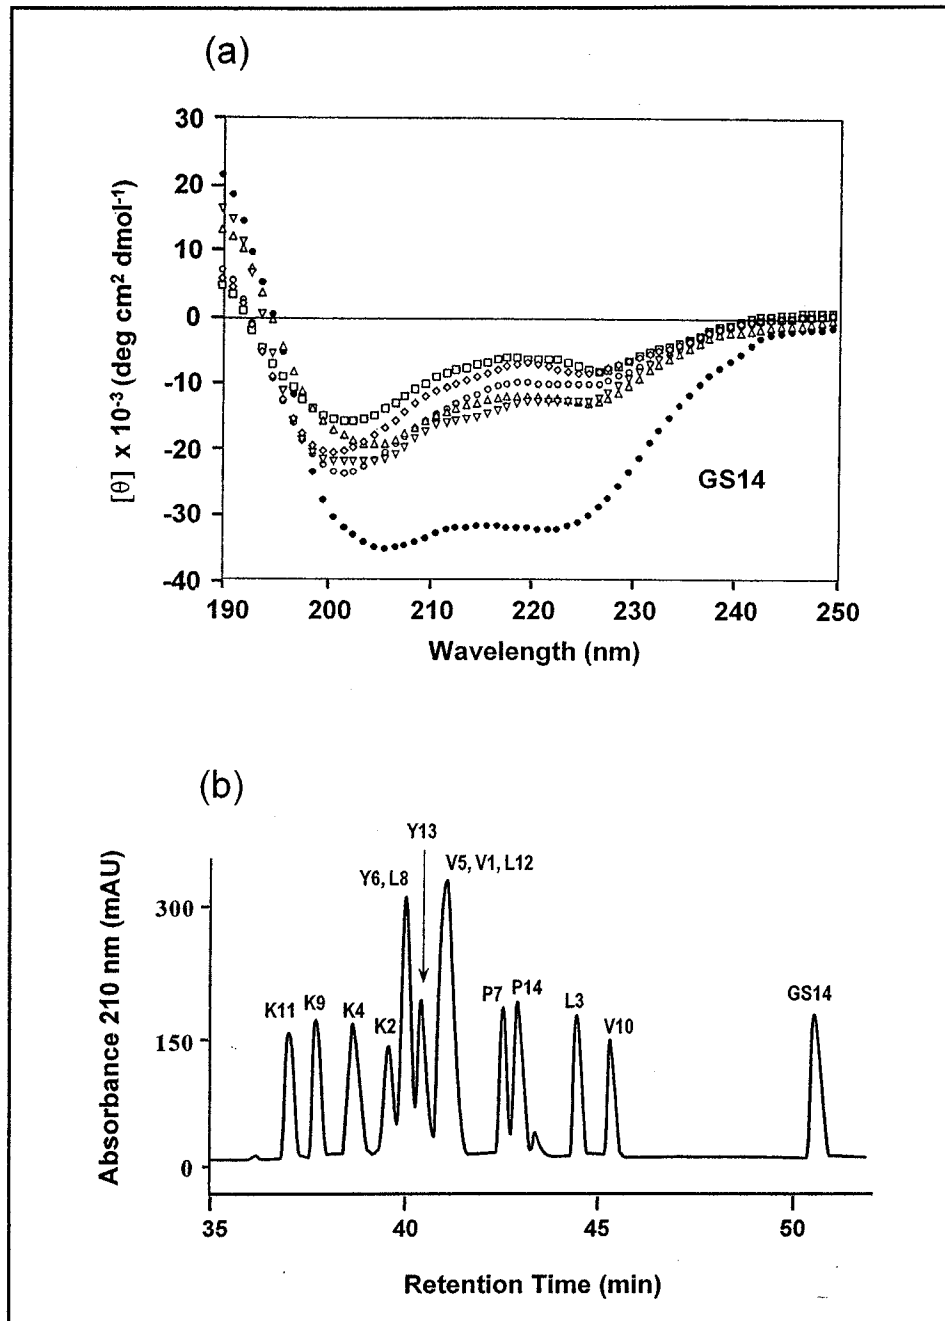 (a)
30
20
10
0
-10
-20
-30
-40
[θ] x 10⁻³ (deg cm² dmol⁻¹)
GS14
190 200 210 220 230 240 250
Wavelength (nm)
(b)
Y13
Y6, L8
V5, V1, L12
K11
K9
K4
K2
P7
P14
L3
V10
GS14
300
150
0
Absorbance 210 nm (mAU)
35 40 45 50
Retention Time (min)